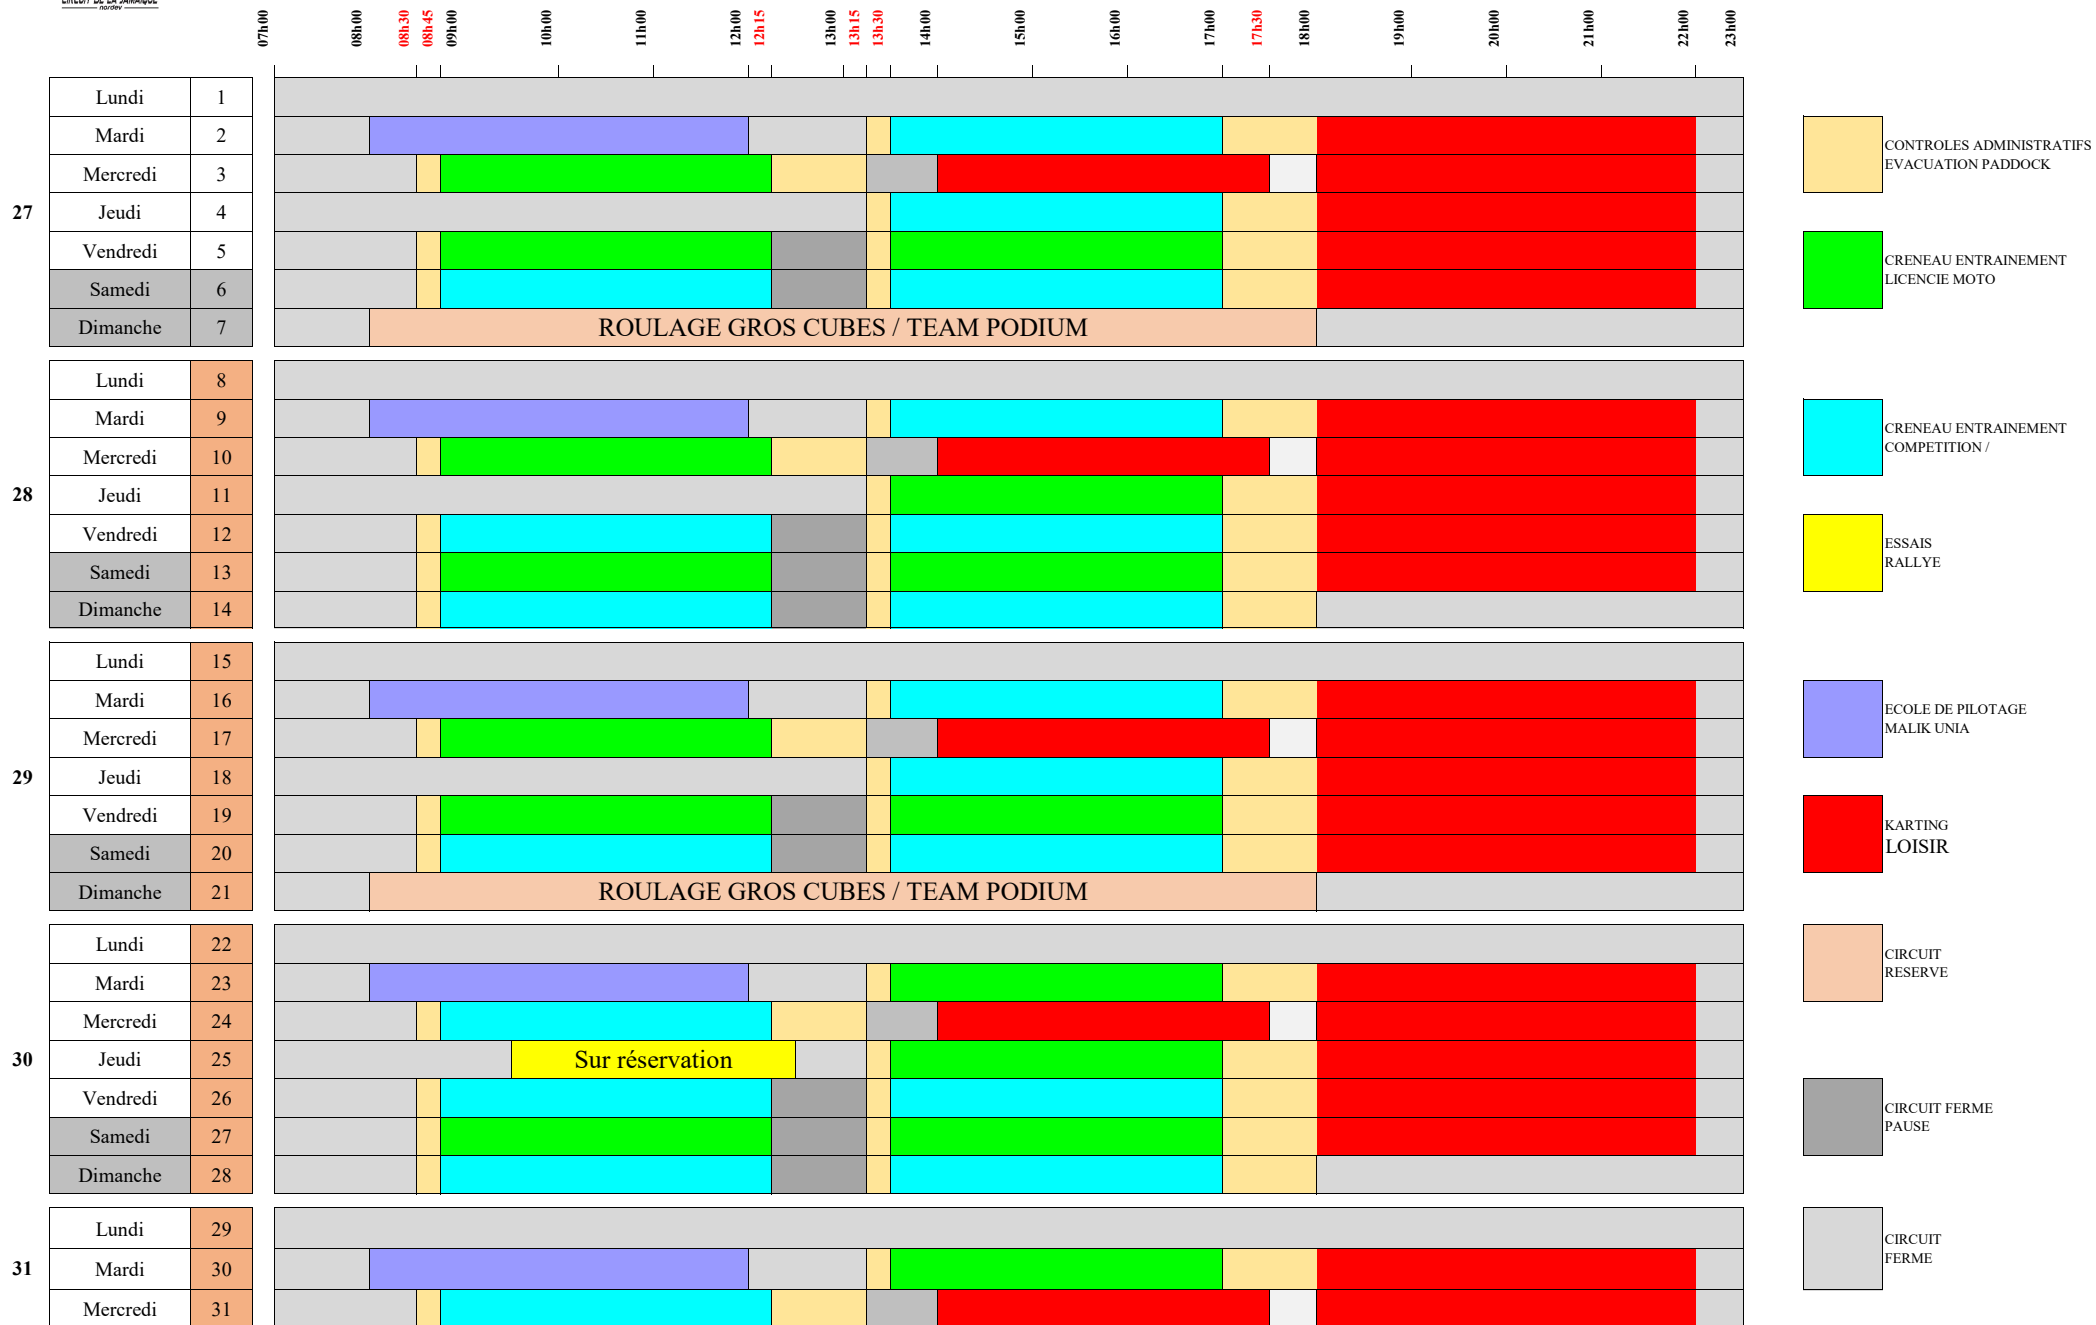 CIRCUIT DE LA JAMAIQUE
nordev
07h00 08h00 08h30 08h45 09h00 10h00 11h00 12h00 12h15 13h00 13h15 13h30 14h00 15h00 16h00 17h00 17h30 18h00 19h00 20h00 21h00 22h00 23h00
27
Lundi 1
Mardi 2
Mercredi 3
Jeudi 4
Vendredi 5
Samedi 6
Dimanche 7 ROULAGE GROS CUBES / TEAM PODIUM
28
Lundi 8
Mardi 9
Mercredi 10
Jeudi 11
Vendredi 12
Samedi 13
Dimanche 14
29
Lundi 15
Mardi 16
Mercredi 17
Jeudi 18
Vendredi 19
Samedi 20
Dimanche 21 ROULAGE GROS CUBES / TEAM PODIUM
30
Lundi 22
Mardi 23
Mercredi 24
Jeudi 25 Sur réservation
Vendredi 26
Samedi 27
Dimanche 28
31
Lundi 29
Mardi 30
Mercredi 31
CONTROLES ADMINISTRATIFS
EVACUATION PADDOCK
CRENEAU ENTRAINEMENT
LICENCIE MOTO
CRENEAU ENTRAINEMENT
COMPETITION /
ESSAIS
RALLYE
ECOLE DE PILOTAGE
MALIK UNIA
KARTING
LOISIR
CIRCUIT
RESERVE
CIRCUIT FERME
PAUSE
CIRCUIT
FERME